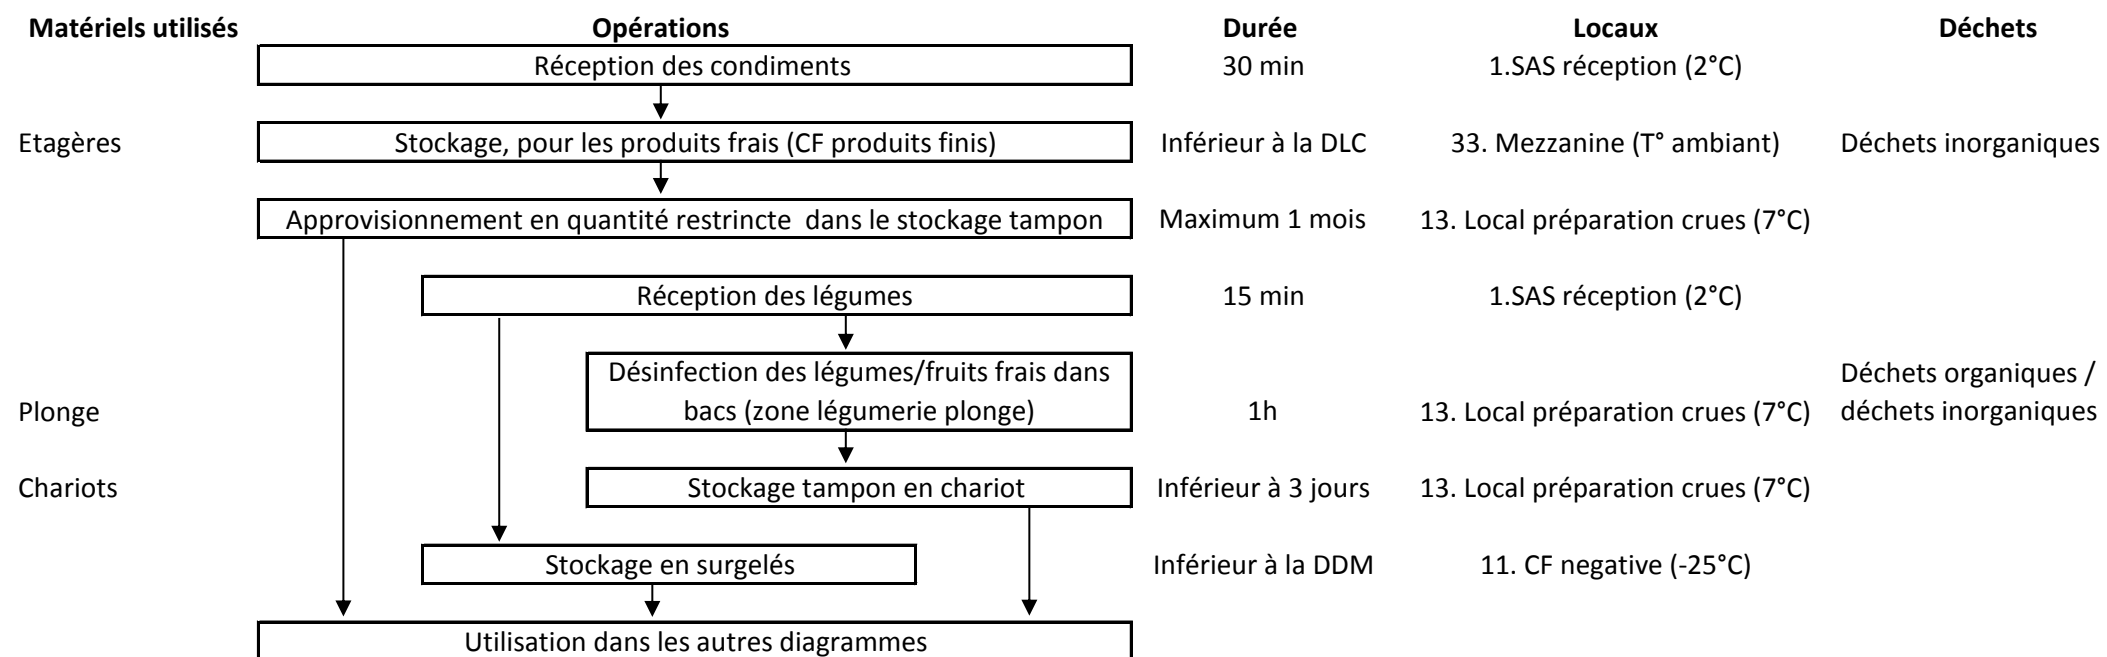 Matériels utilisés Opérations Durée Locaux Déchets
Réception des condiments 30 min 1.SAS réception (2°C)
Etagères Stockage, pour les produits frais (CF produits finis) Inférieur à la DLC 33. Mezzanine (T° ambiant) Déchets inorganiques
Approvisionnement en quantité restrincte dans le stockage tampon Maximum 1 mois 13. Local préparation crues (7°C)
Réception des légumes 15 min 1.SAS réception (2°C)
Désinfection des légumes/fruits frais dans Déchets organiques /
Plonge bacs (zone légumerie plonge) 1h 13. Local préparation crues (7°C) déchets inorganiques
Chariots Stockage tampon en chariot Inférieur à 3 jours 13. Local préparation crues (7°C)
Stockage en surgelés Inférieur à la DDM 11. CF negative (-25°C)
Utilisation dans les autres diagrammes